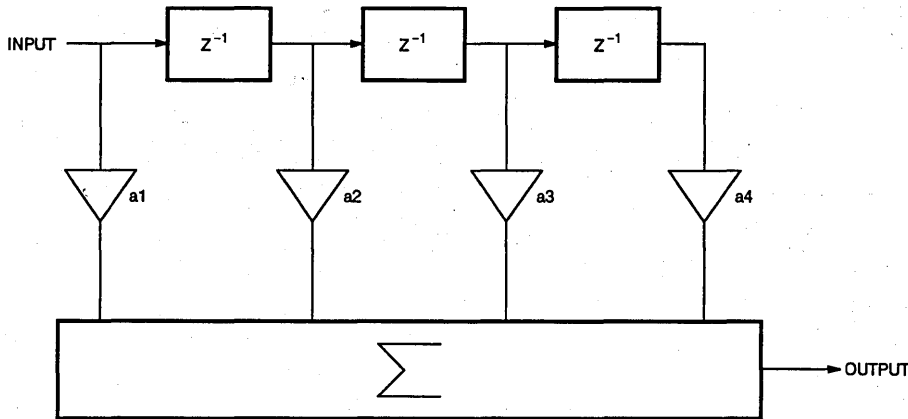 INPUT
z⁻¹
z⁻¹
z⁻¹
a1
a2
a3
a4
∑
OUTPUT